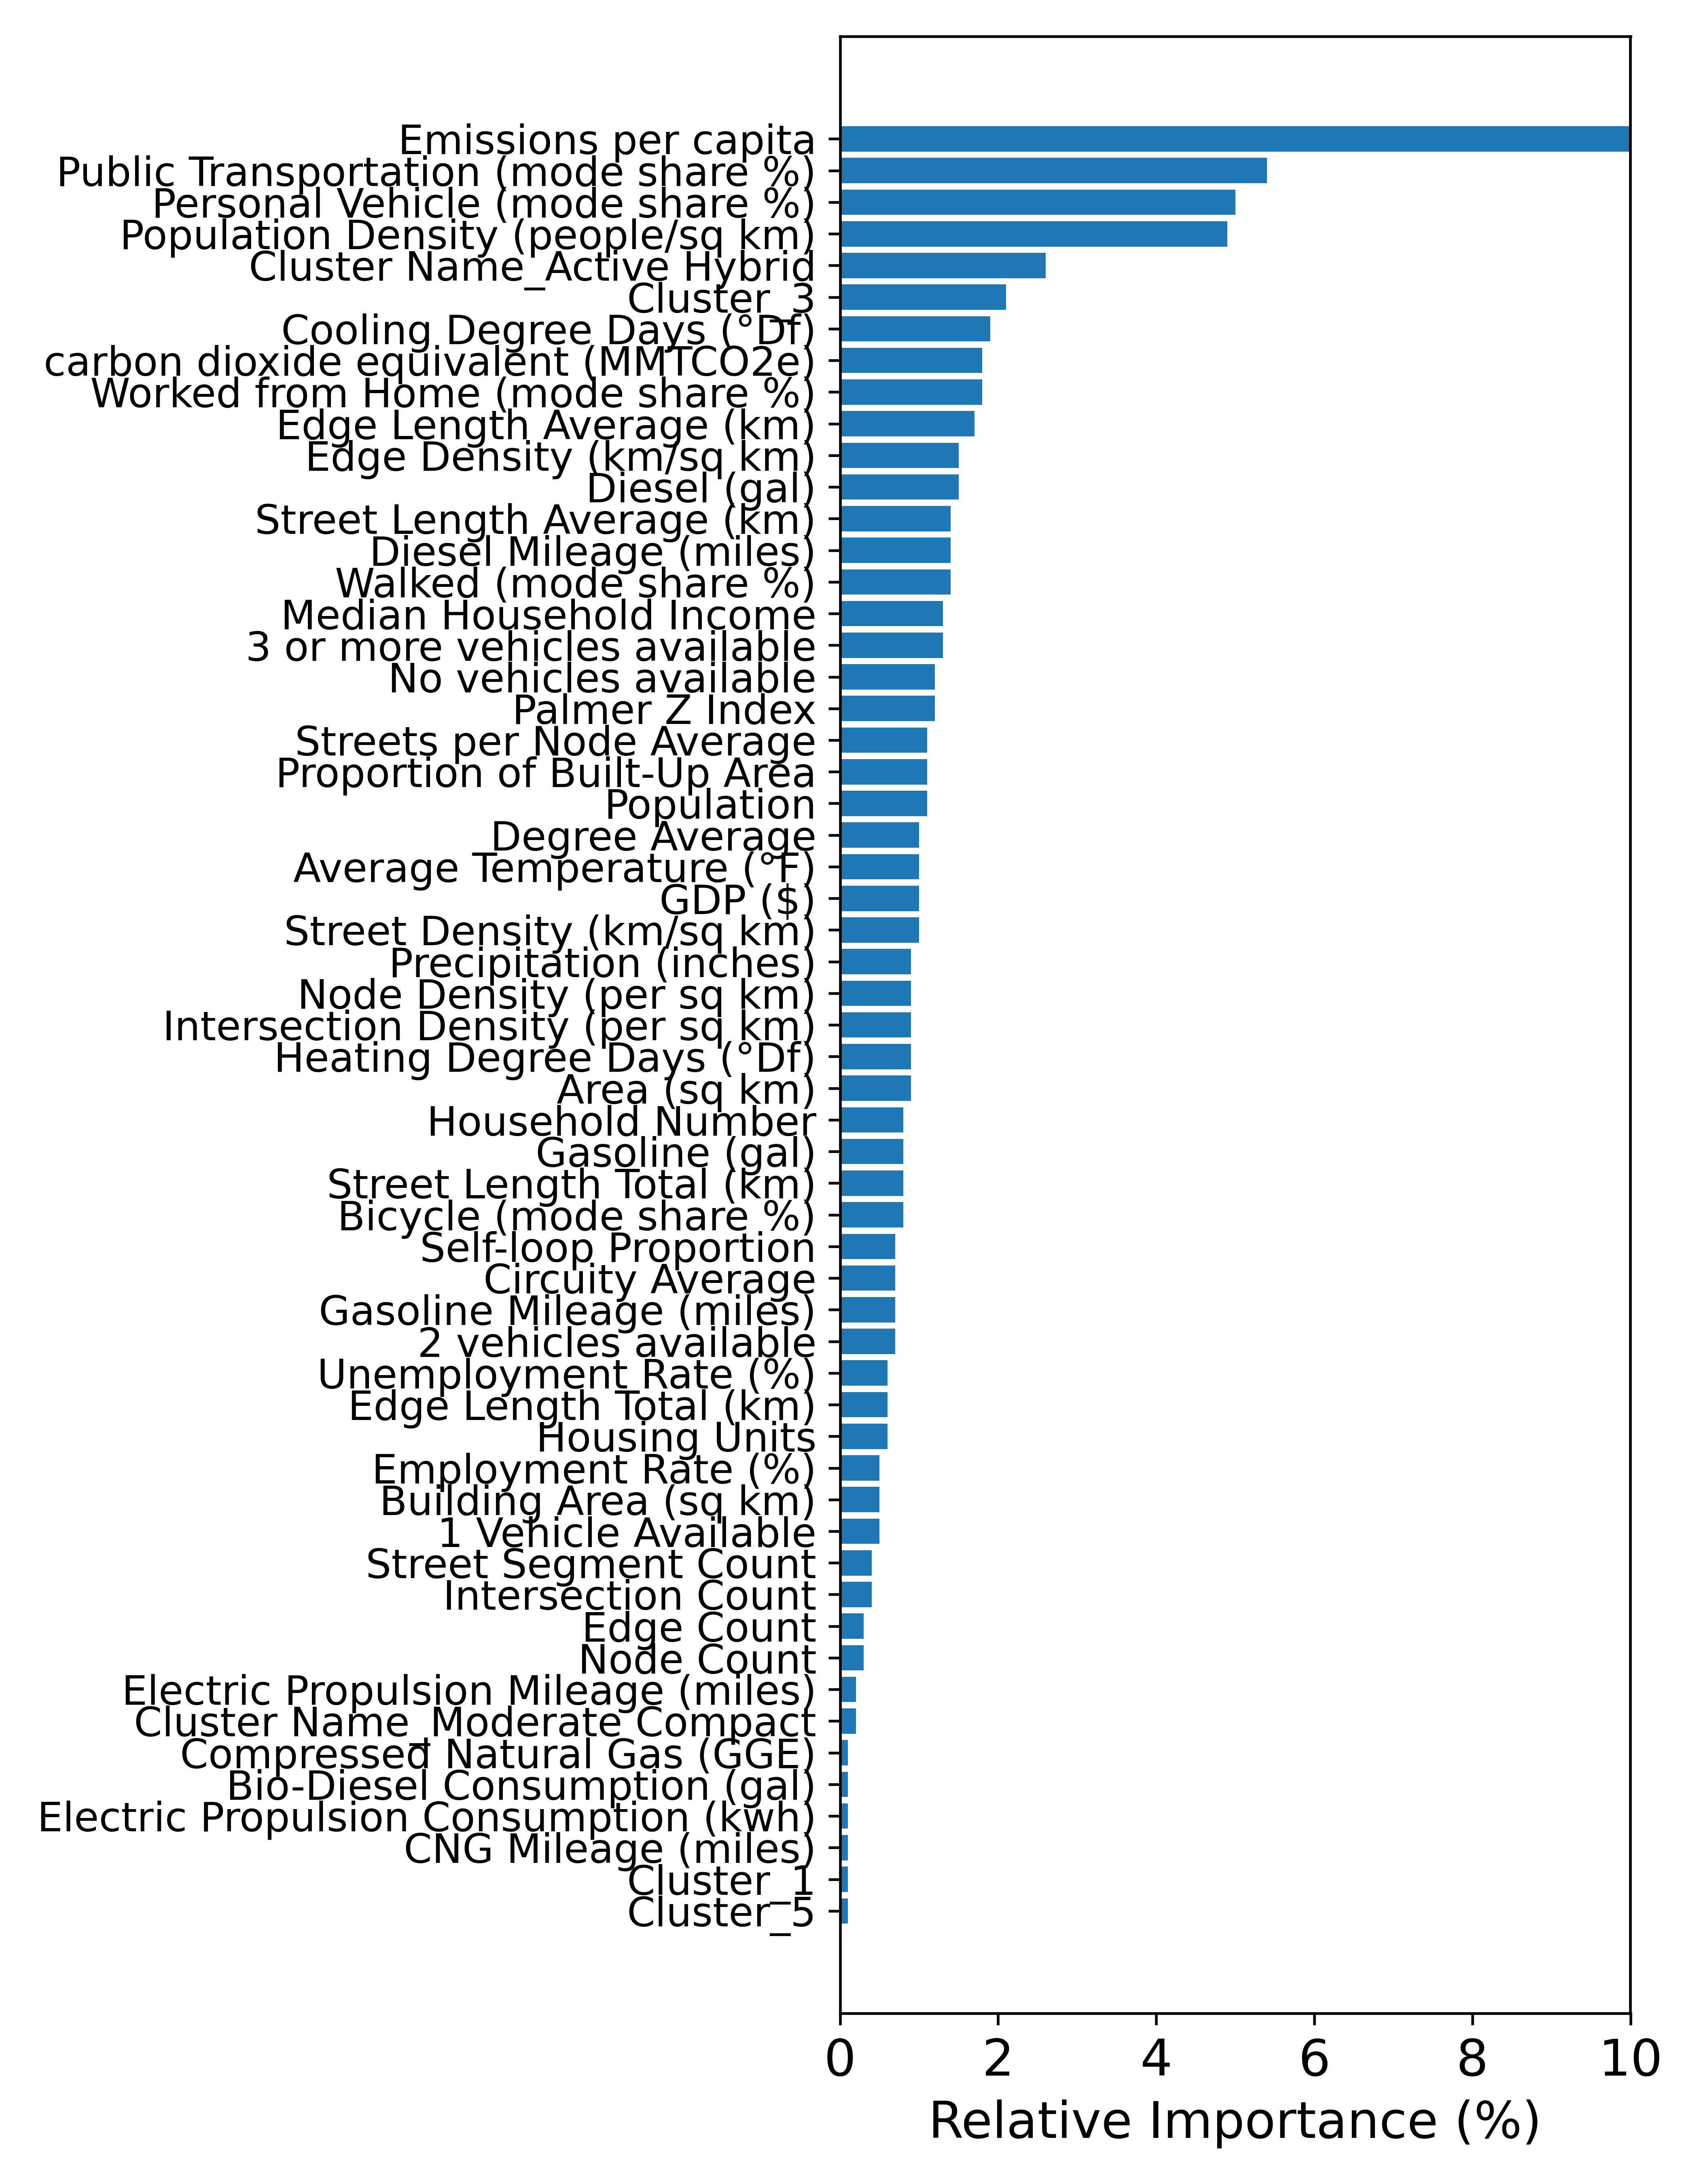 Emissions per capita
Public Transportation (mode share %)
Personal Vehicle (mode share %)
Population Density (people/sq km)
Cluster Name_Active Hybrid
Cluster_3
Cooling Degree Days (°Df)
carbon dioxide equivalent (MMTCO2e)
Worked from Home (mode share %)
Edge Length Average (km)
Edge Density (km/sq km)
Diesel (gal)
Street Length Average (km)
Diesel Mileage (miles)
Walked (mode share %)
Median Household Income
3 or more vehicles available
No vehicles available
Palmer Z Index
Streets per Node Average
Proportion of Built-Up Area
Population
Degree Average
Average Temperature (°F)
GDP ($)
Street Density (km/sq km)
Precipitation (inches)
Node Density (per sq km)
Intersection Density (per sq km)
Heating Degree Days (°Df)
Area (sq km)
Household Number
Gasoline (gal)
Street Length Total (km)
Bicycle (mode share %)
Self-loop Proportion
Circuity Average
Gasoline Mileage (miles)
2 vehicles available
Unemployment Rate (%)
Edge Length Total (km)
Housing Units
Employment Rate (%)
Building Area (sq km)
1 Vehicle Available
Street Segment Count
Intersection Count
Edge Count
Node Count
Electric Propulsion Mileage (miles)
Cluster Name_Moderate Compact
Compressed Natural Gas (GGE)
Bio-Diesel Consumption (gal)
Electric Propulsion Consumption (kwh)
CNG Mileage (miles)
Cluster_1
Cluster_5
0 2 4 6 8 10
Relative Importance (%)